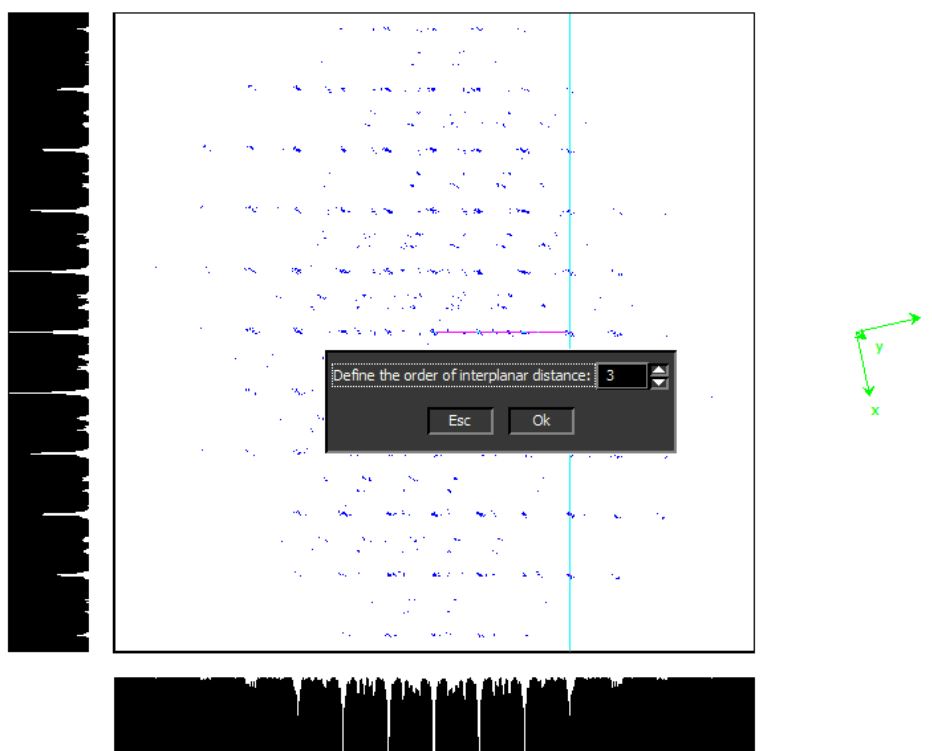 Define the order of interplanar distance: 3
Esc Ok
y
x